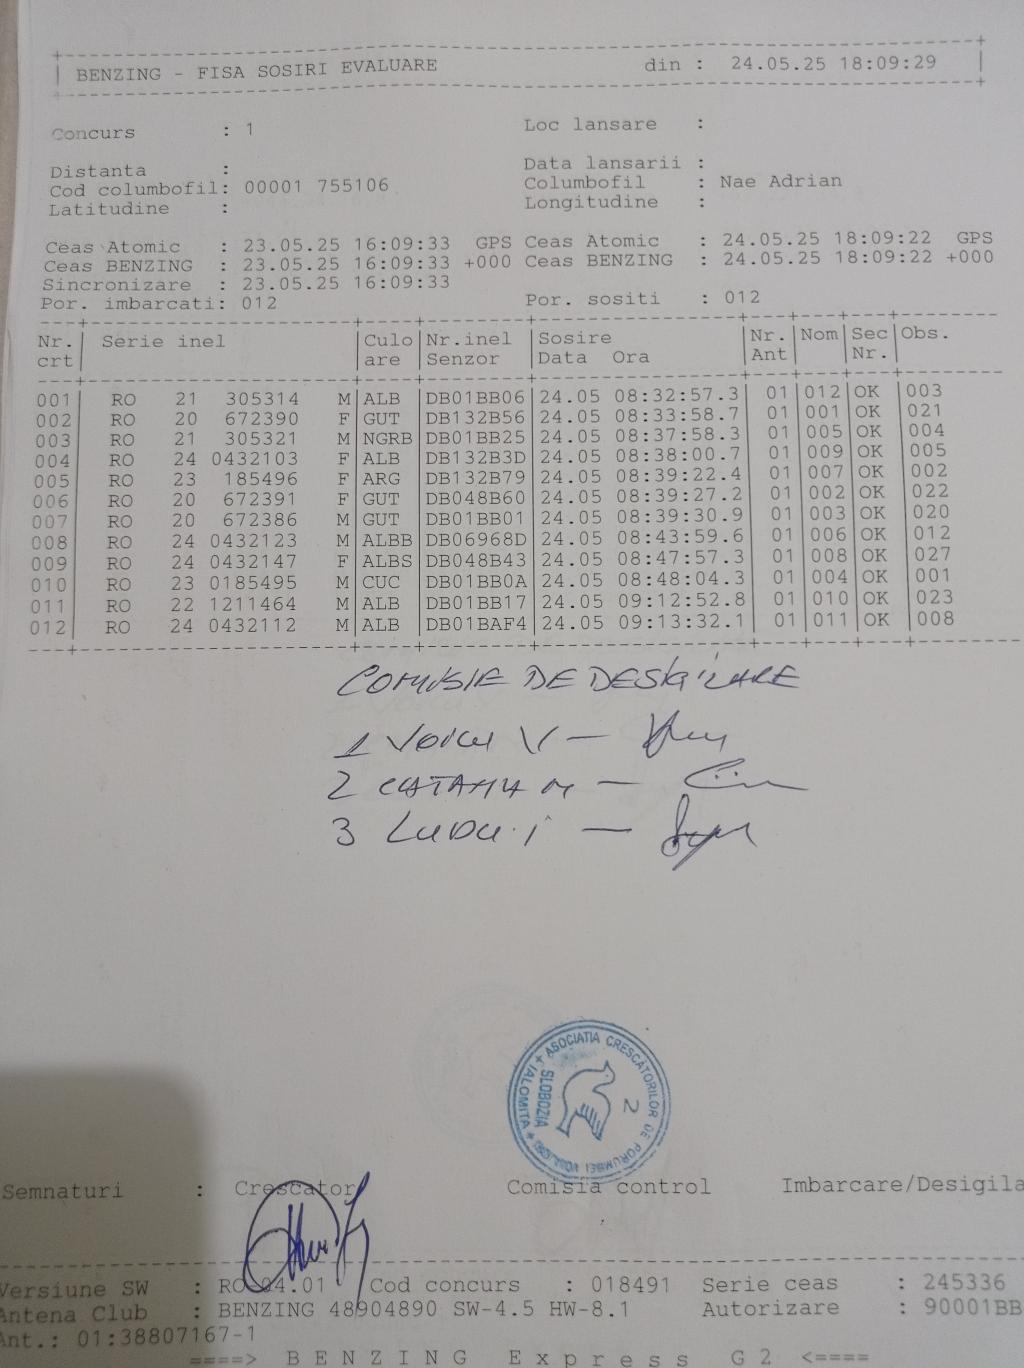 BENZING - FISA SOSIRI EVALUARE din : 24.05.25 18:09:29
Concurs : 1 Loc lansare :
Distanta : Data lansarii :
Cod columbofil: 00001 755106 Columbofil : Nae Adrian
Latitudine : Longitudine :
Ceas Atomic : 23.05.25 16:09:33 GPS Ceas Atomic : 24.05.25 18:09:22 GPS
Ceas BENZING : 23.05.25 16:09:33 +000 Ceas BENZING : 24.05.25 18:09:22 +000
Sincronizare : 23.05.25 16:09:33
Por. imbarcati: 012 Por. sositi : 012
Nr. Serie inel Culo Nr.inel Sosire Nr. Nom Sec Obs.
crt are Senzor Data Ora Ant Nr.
001 RO 21 305314 M ALB DB01BB06 24.05 08:32:57.3 01 012 OK 003
002 RO 20 672390 F GUT DB132B56 24.05 08:33:58.7 01 001 OK 021
003 RO 21 305321 M NGRB DB01BB25 24.05 08:37:58.3 01 005 OK 004
004 RO 24 0432103 F ALB DB132B3D 24.05 08:38:00.7 01 009 OK 005
005 RO 23 185496 F ARG DB132B79 24.05 08:39:22.4 01 007 OK 002
006 RO 20 672391 F GUT DB048B60 24.05 08:39:27.2 01 002 OK 022
007 RO 20 672386 M GUT DB01BB01 24.05 08:39:30.9 01 003 OK 020
008 RO 24 0432123 M ALBB DB06968D 24.05 08:43:59.6 01 006 OK 012
009 RO 24 0432147 F ALBS DB048B43 24.05 08:47:57.3 01 008 OK 027
010 RO 23 0185495 M CUC DB01BB0A 24.05 08:48:04.3 01 004 OK 001
011 RO 22 1211464 M ALB DB01BB17 24.05 09:12:52.8 01 010 OK 023
012 RO 24 0432112 M ALB DB01BAF4 24.05 09:13:32.1 01 011 OK 008
COMISIE DE DESIGILARE
1 Voicu V –
2 CATANA M –
3 Ludu I –
ASOCIATIA CRESCĂTORILOR DE PORUMBEI
SLOBOZIA
IALOMITA
2
Semnaturi : Crescator Comisia control Imbarcare/Desigila
Versiune SW : RO-04.01 Cod concurs : 018491 Serie ceas : 245336
Antena Club : BENZING 48904890 SW-4.5 HW-8.1 Autorizare : 90001BB
Ant.: 01:38807167-1
====> B E N Z I N G E x p r e s s G 2 <====